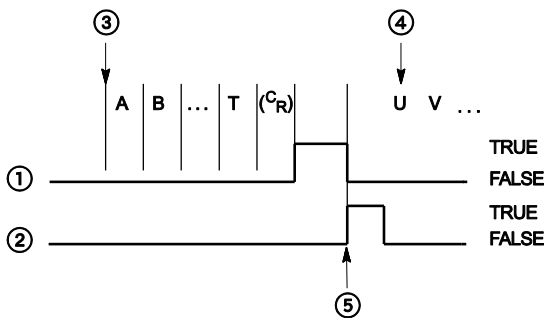 ③ ④
A B ... T (CR) U V ...
TRUE
① FALSE
TRUE
② FALSE
⑤